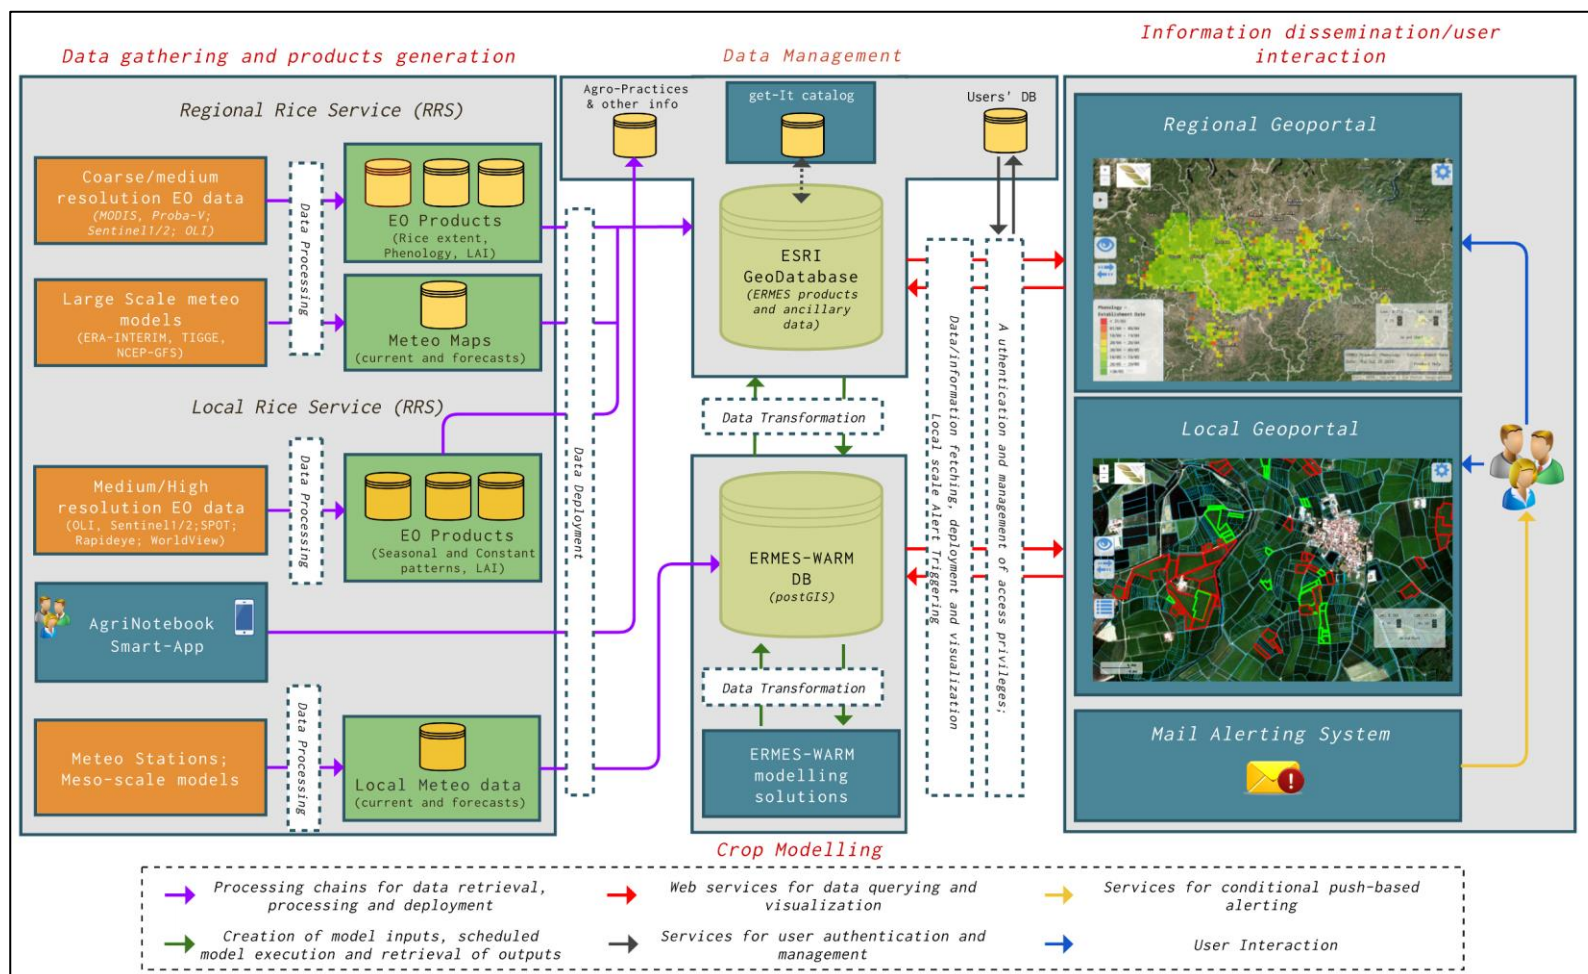 Data gathering and products generation
Data Management
Information dissemination/user
interaction
Regional Rice Service (RRS)
Coarse/medium
resolution EO data
(MODIS, Proba-V;
Sentinel1/2; OLI)
Large Scale meteo
models
(ERA-INTERIM, TIGGE,
NCEP-GFS)
Data Processing
EO Products
(Rice extent,
Phenology, LAI)
Meteo Maps
(current and forecasts)
Local Rice Service (RRS)
Medium/High
resolution EO data
(OLI, Sentinel1/2;SPOT;
Rapideye; WorldView)
Data Processing
EO Products
(Seasonal and Constant
patterns, LAI)
AgriNotebook
Smart-App
Meteo Stations;
Meso-scale models
Data Processing
Local Meteo data
(current and forecasts)
Data Deployment
Agro-Practices
& other info
get-It catalog
Users' DB
ESRI
GeoDatabase
(ERMES products
and ancillary
data)
Data Transformation
ERMES-WARM
DB
(postGIS)
Data Transformation
ERMES-WARM
modelling
solutions
Crop Modelling
Data/information fetching, deployment and visualization
Local scale Alert Triggering
A uthentication and management of access privileges;
Regional Geoportal
Phenology -
Establishment Date
Local Geoportal
Mail Alerting System
Processing chains for data retrieval,
processing and deployment
Web services for data querying and
visualization
Services for conditional push-based
alerting
Creation of model inputs, scheduled
model execution and retrieval of outputs
Services for user authentication and
management
User Interaction